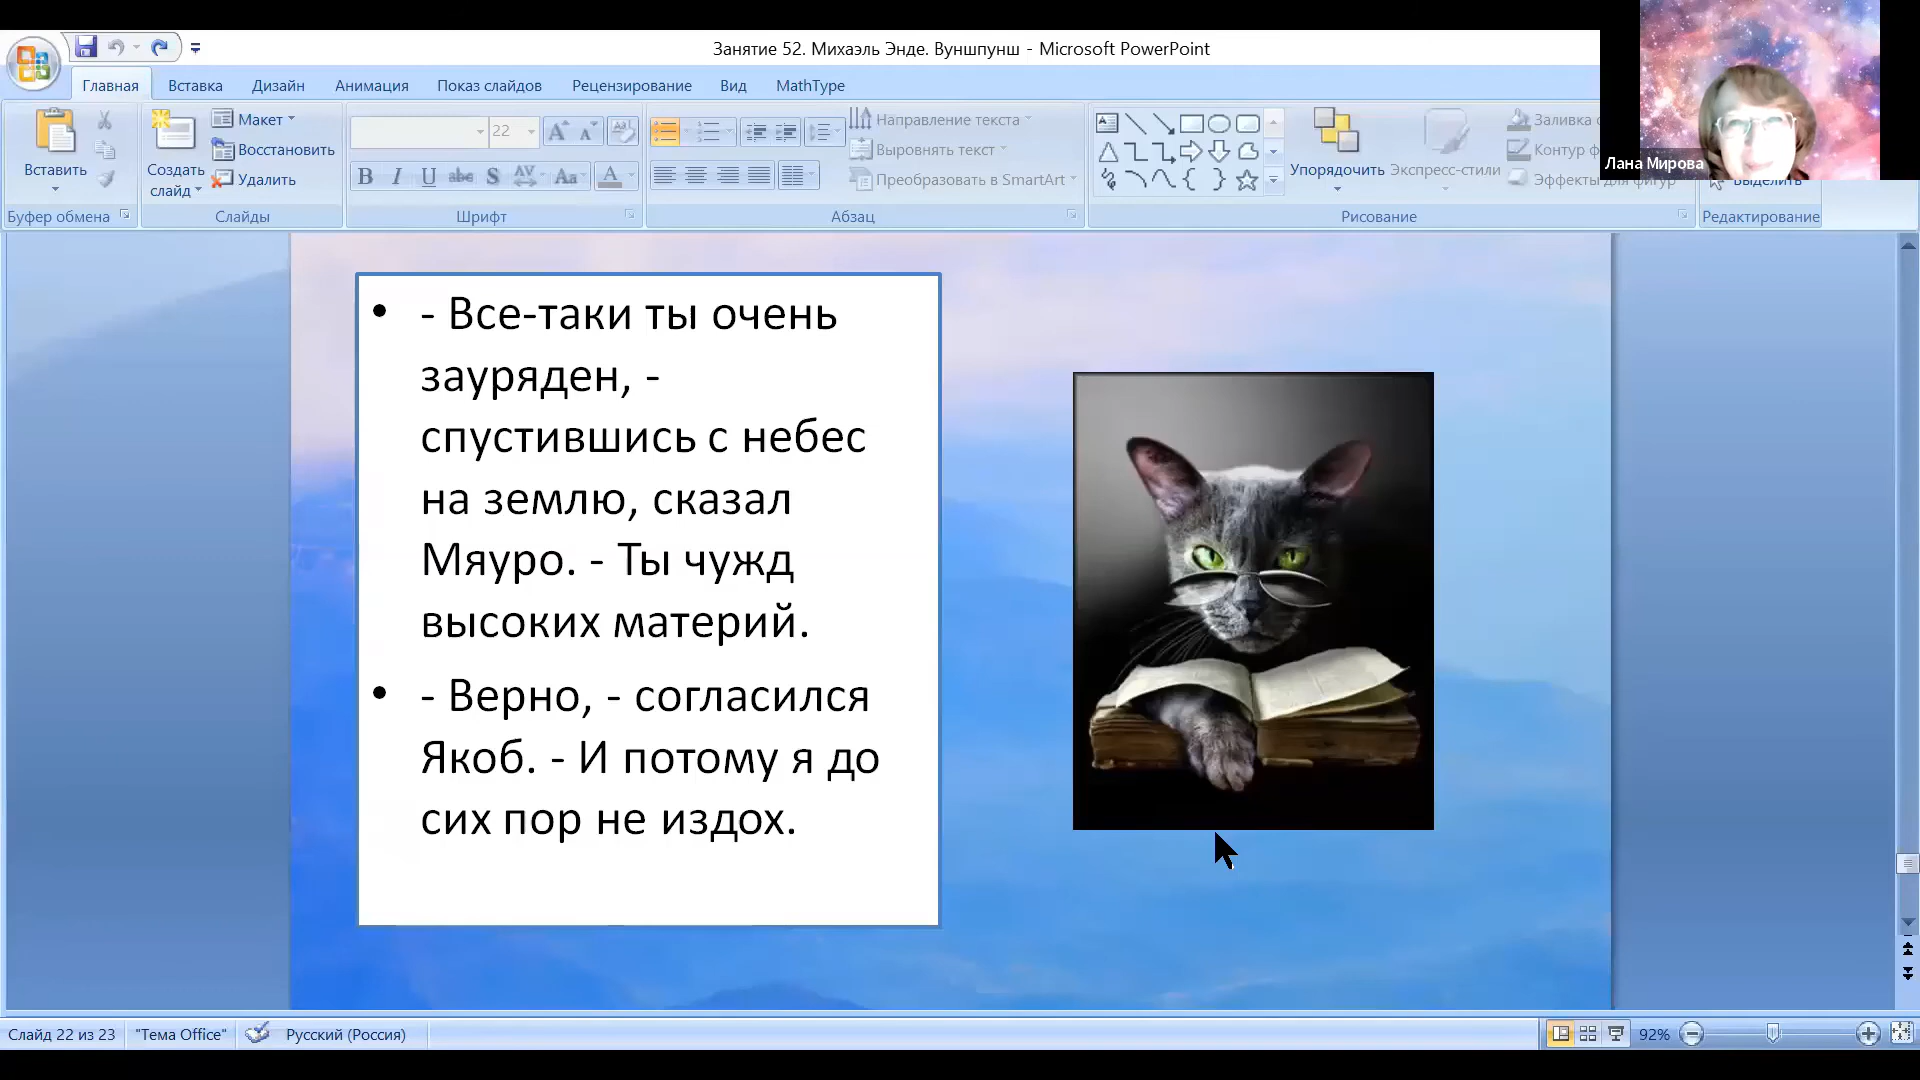 Занятие 52. Михаэль Энде. Вуншпунш - Microsoft PowerPoint
Главная
Вставка
Дизайн
Анимация
Показ слайдов
Рецензирование
Вид
MathType
Вставить
Создать слайд
Макет
Восстановить
Удалить
22
Направление текста
Выровнять текст
Преобразовать в SmartArt
Упорядочить
Экспресс-стили
Заливка
Контур ф
Эффекты для фигур
Выделить
Буфер обмена
Слайды
Шрифт
Абзац
Рисование
Редактирование
Лана Мирова
• - Все-таки ты очень
зауряден, -
спустившись с небес
на землю, сказал
Мяуро. - Ты чужд
высоких материй.
• - Верно, - согласился
Якоб. - И потому я до
сих пор не издох.
Слайд 22 из 23
"Тема Office"
Русский (Россия)
92%